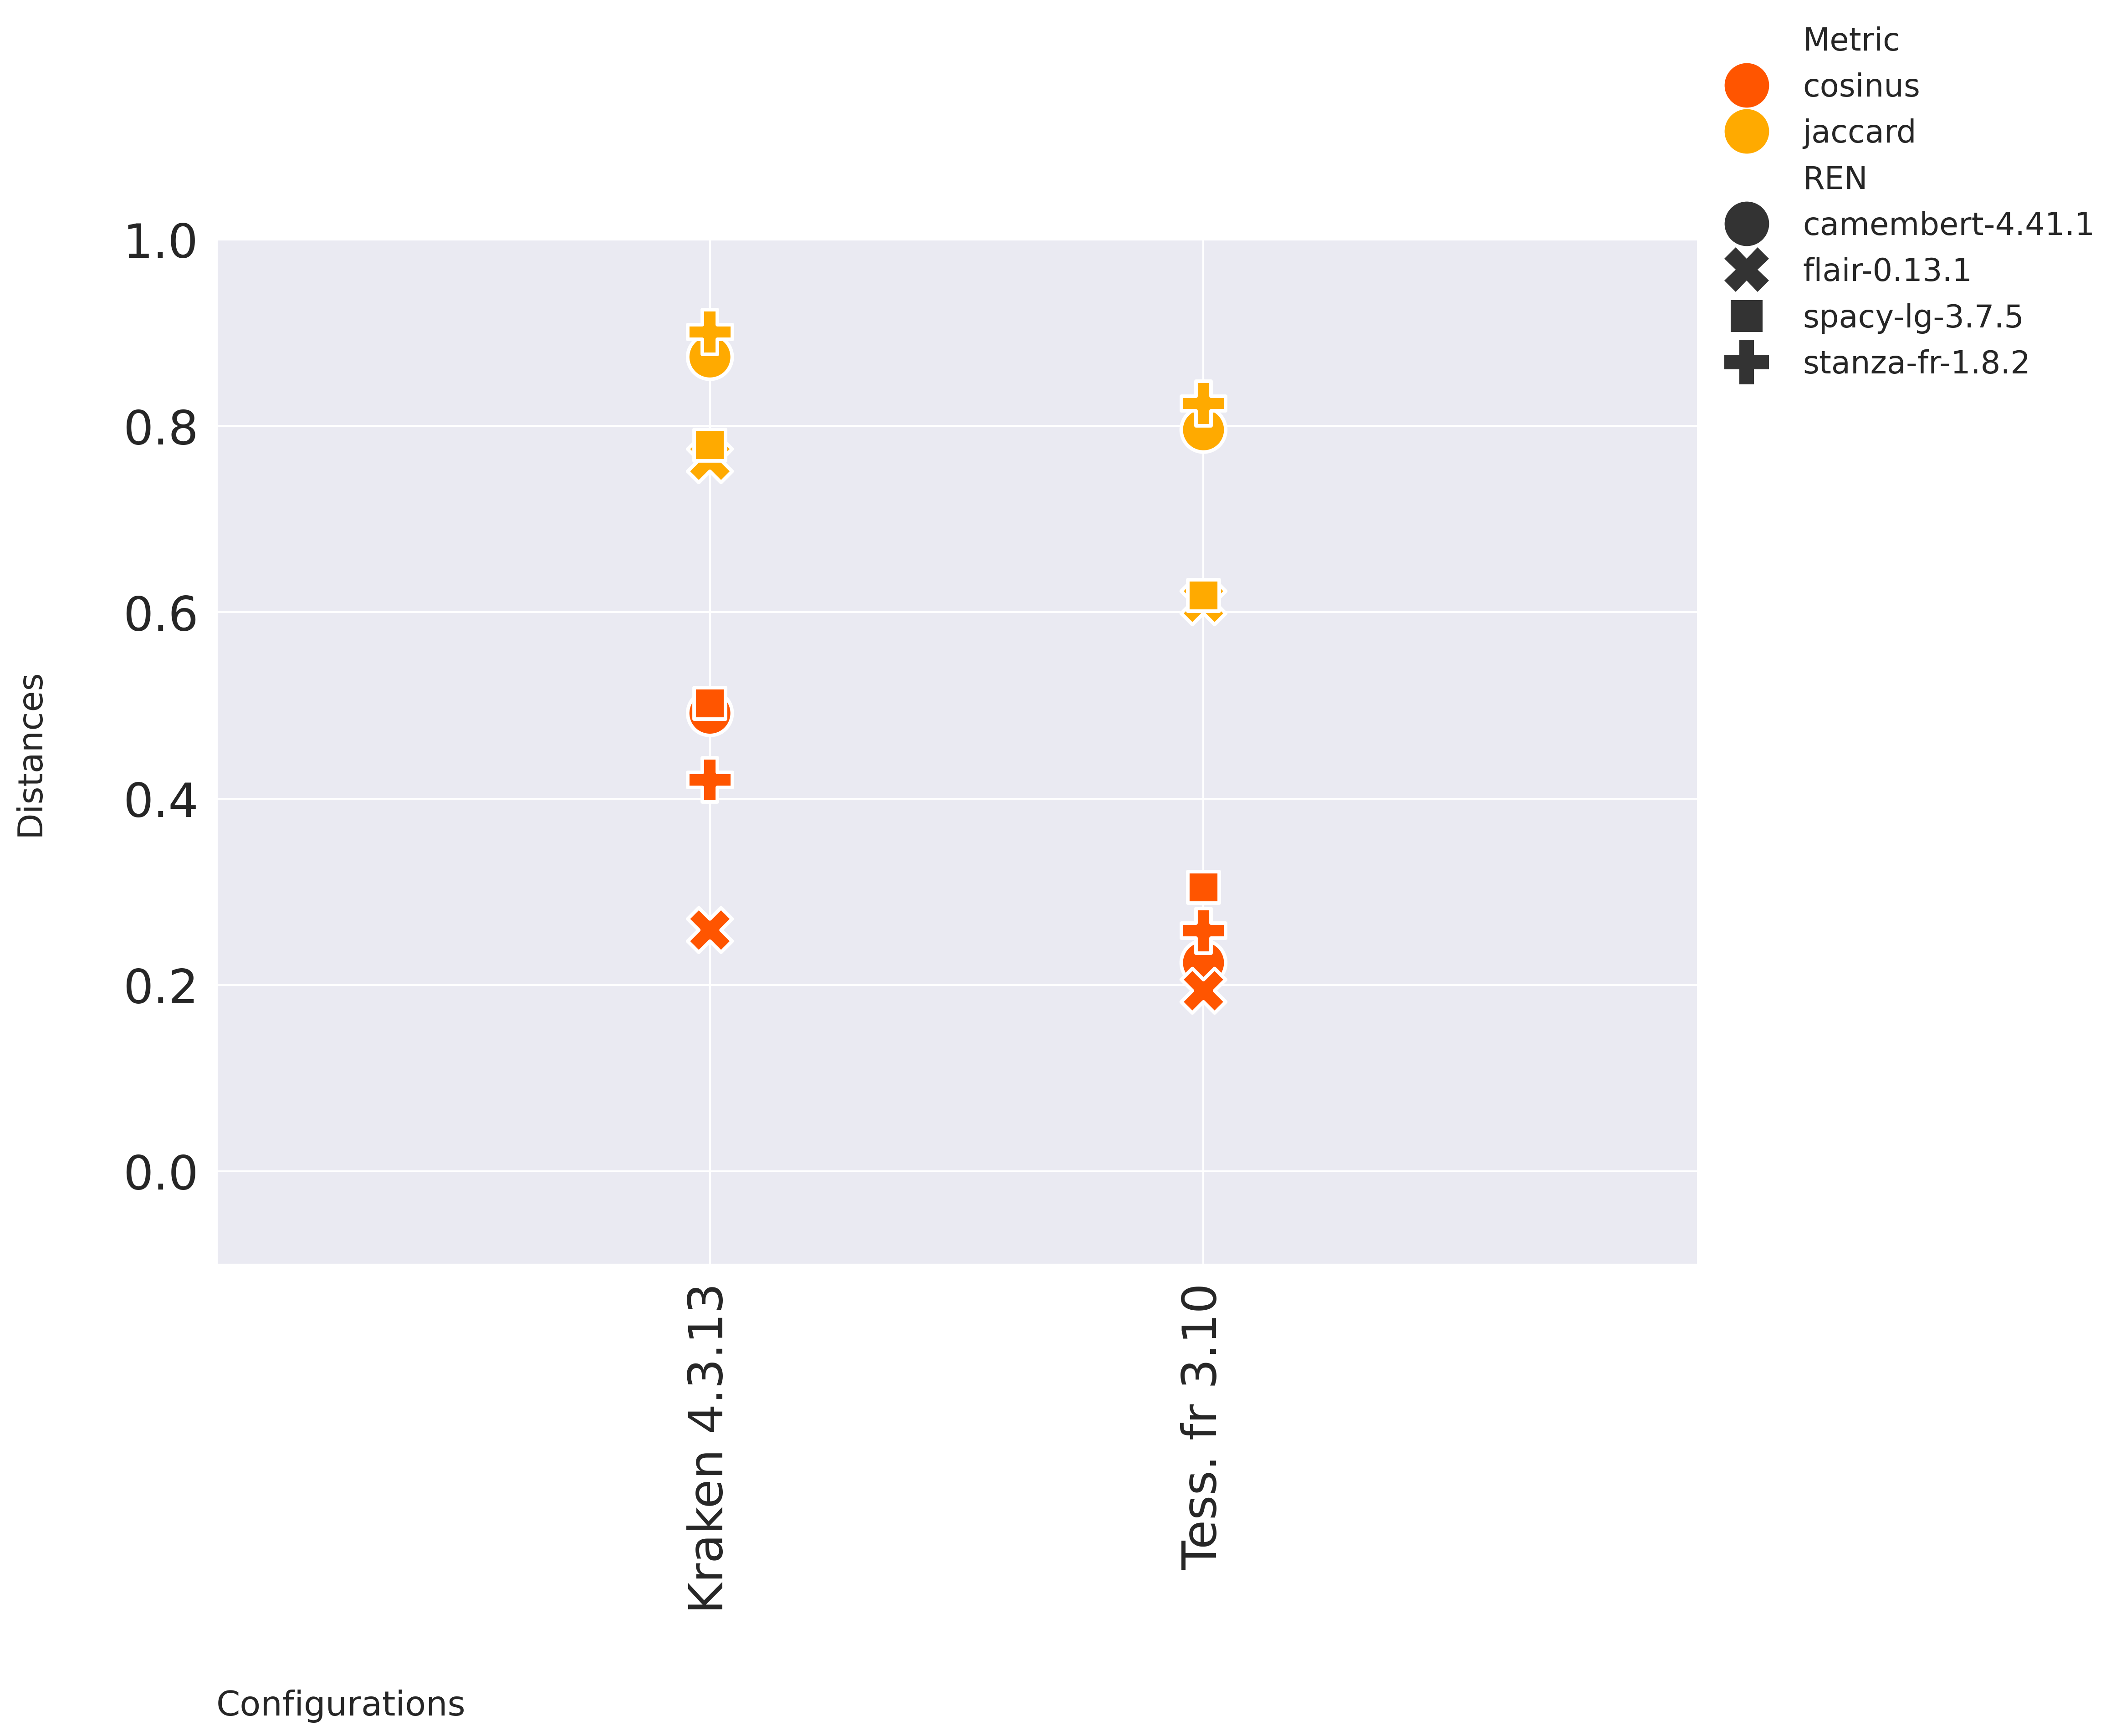 Metric
cosinus
jaccard
REN
camembert-4.41.1
flair-0.13.1
spacy-lg-3.7.5
stanza-fr-1.8.2
1.0
0.8
0.6
0.4
0.2
0.0
Distances
Kraken 4.3.13
Tess. fr 3.10
Configurations